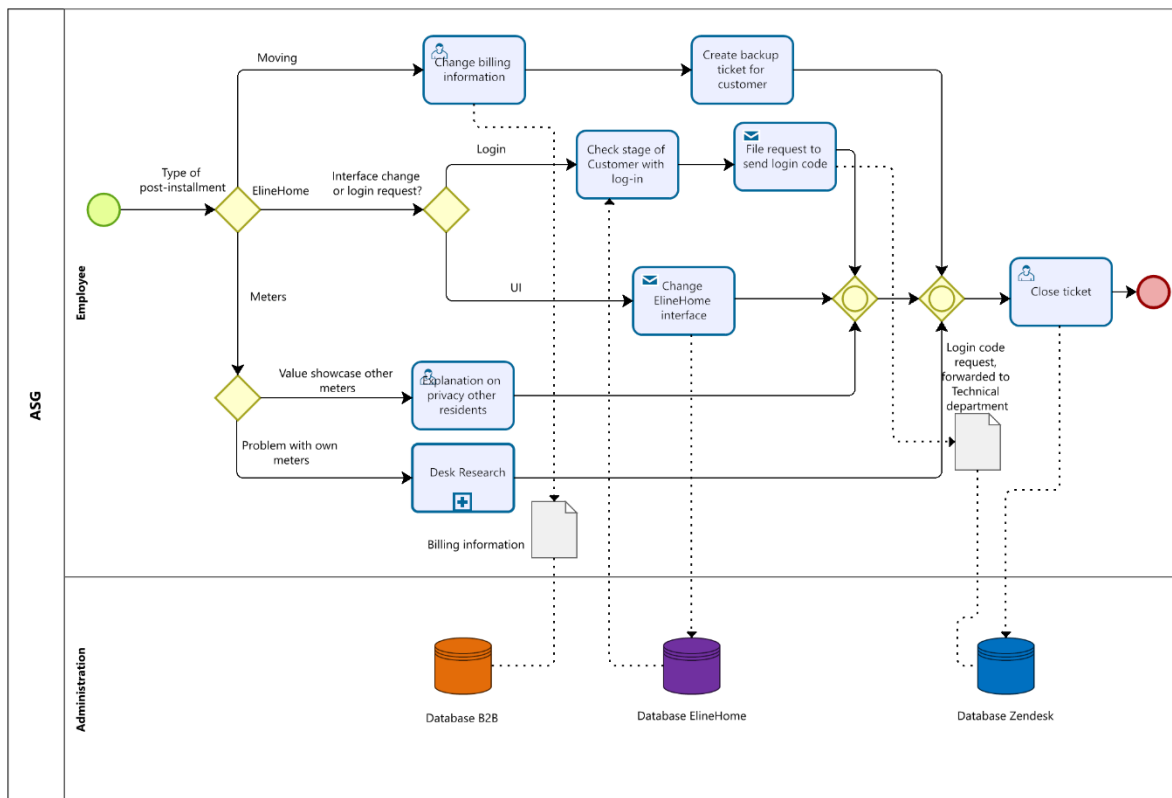 ASG
Employee
Administration
Moving
Change billing
information
Create backup
ticket for
customer
Type of
post-installment
ElineHome
Interface change
or login request?
Login
Check stage of
Customer with
log-in
File request to
send login code
Meters
UI
Change
ElineHome
interface
Close ticket
Value showcase other
meters
Explanation on
privacy other
residents
Login code
request,
forwarded to
Technical
department
Problem with own
meters
Desk Research
Billing information
Database B2B
Database ElineHome
Database Zendesk